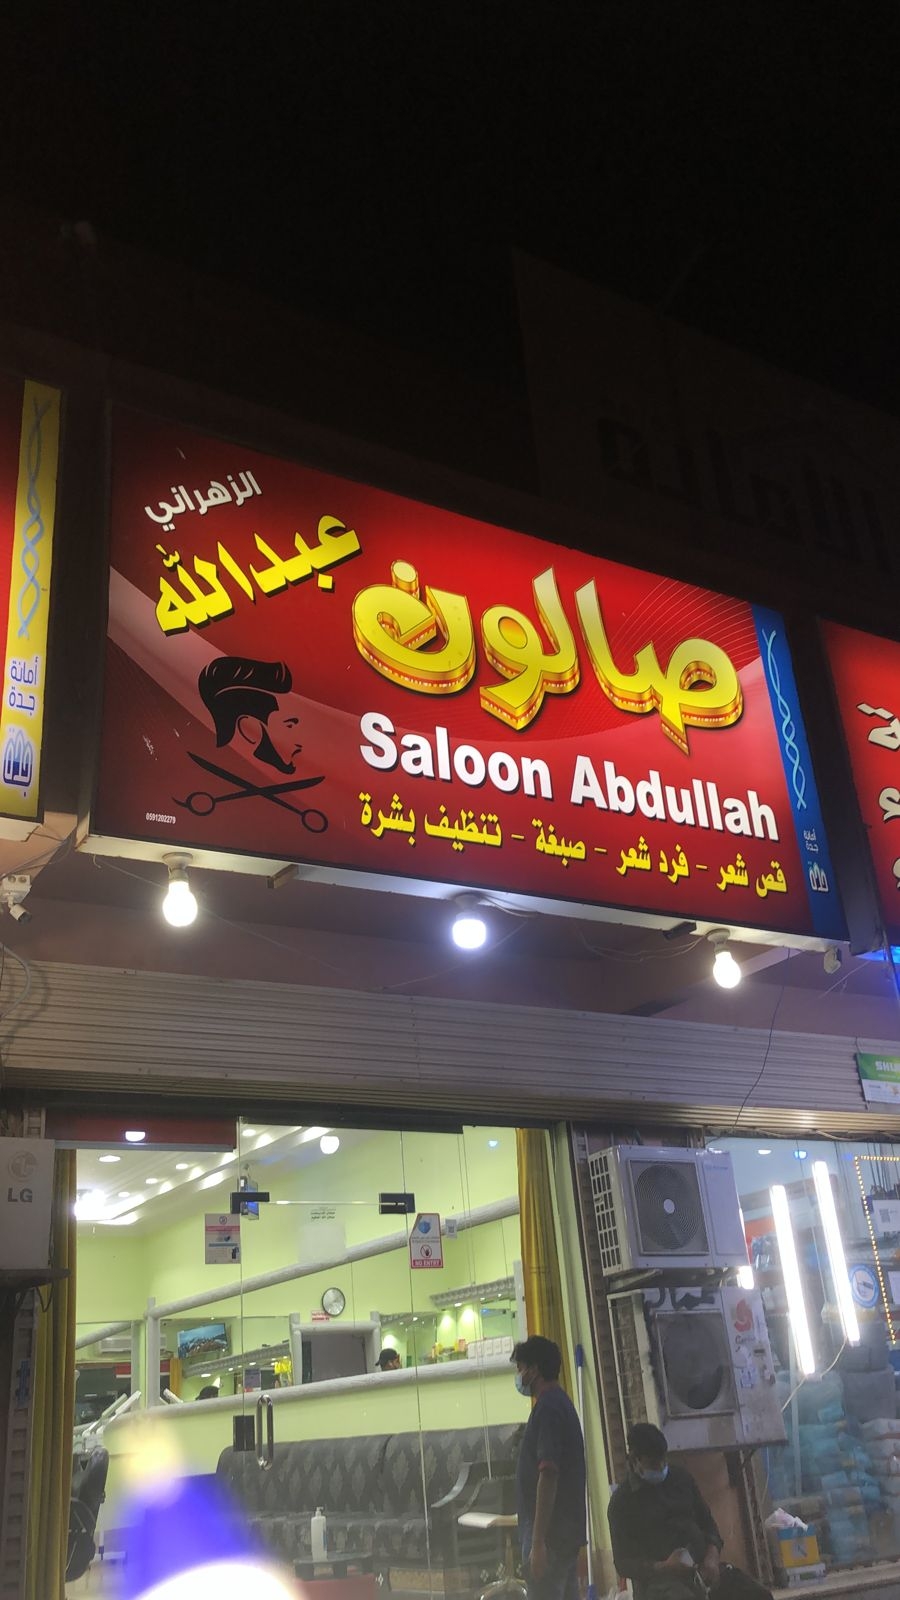 الزهراني
عبدالله
صالون
Saloon Abdullah
قص شعر - فرد شعر - صبغة - تنظيف بشرة
0591202279
أمانة
جدة
أمانة
جدة
LG
NO ENTRY